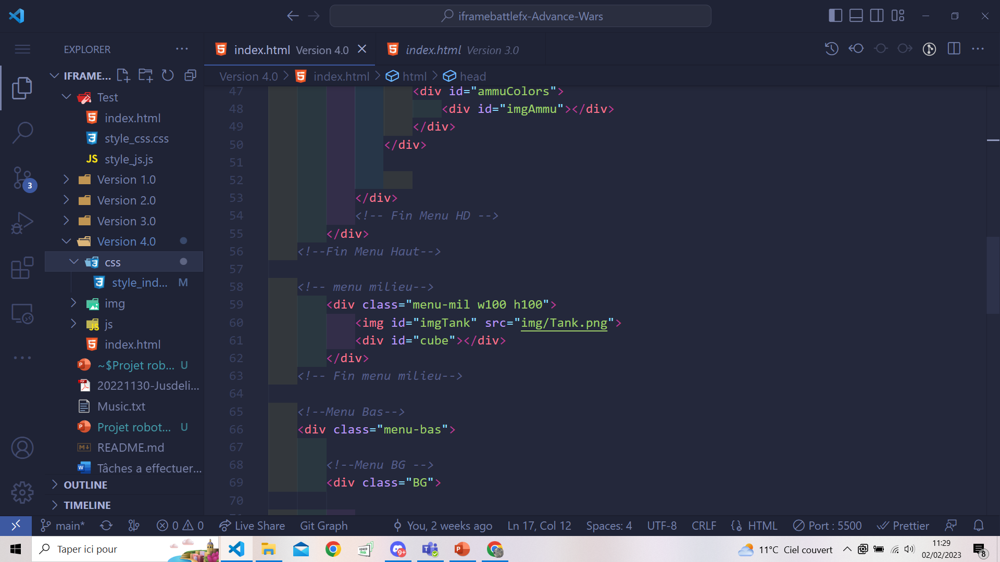 iframebattlefx-Advance-Wars
EXPLORER
IFRAME...
Test
index.html
style_css.css
JS style_js.js
Version 1.0
Version 2.0
Version 3.0
Version 4.0
css
style_ind... M
img
js
index.html
~$Projet rob... U
20221130-Jusdeli...
Music.txt
Projet robot... U
README.md
Tâches a effectuer...
OUTLINE
TIMELINE
3
index.html Version 4.0
index.html Version 3.0
Version 4.0 > index.html > html > head
47 <div id="ammuColors">
48 <div id="imgAmmu"></div>
49 </div>
50 </div>
51
52
53 </div>
54 <!-- Fin Menu HD -->
55 </div>
56 <!--Fin Menu Haut-->
57
58 <!-- menu milieu-->
59 <div class="menu-mil w100 h100">
60 <img id="imgTank" src="img/Tank.png">
61 <div id="cube"></div>
62 </div>
63 <!-- Fin menu milieu-->
64
65 <!--Menu Bas-->
66 <div class="menu-bas">
67
68 <!--Menu BG -->
69 <div class="BG">
70
main* 0 0 Live Share Git Graph You, 2 weeks ago Ln 17, Col 12 Spaces: 4 UTF-8 CRLF HTML Port : 5500 Prettier
Taper ici pour
9+
11°C Ciel couvert
11:29
02/02/2023
8